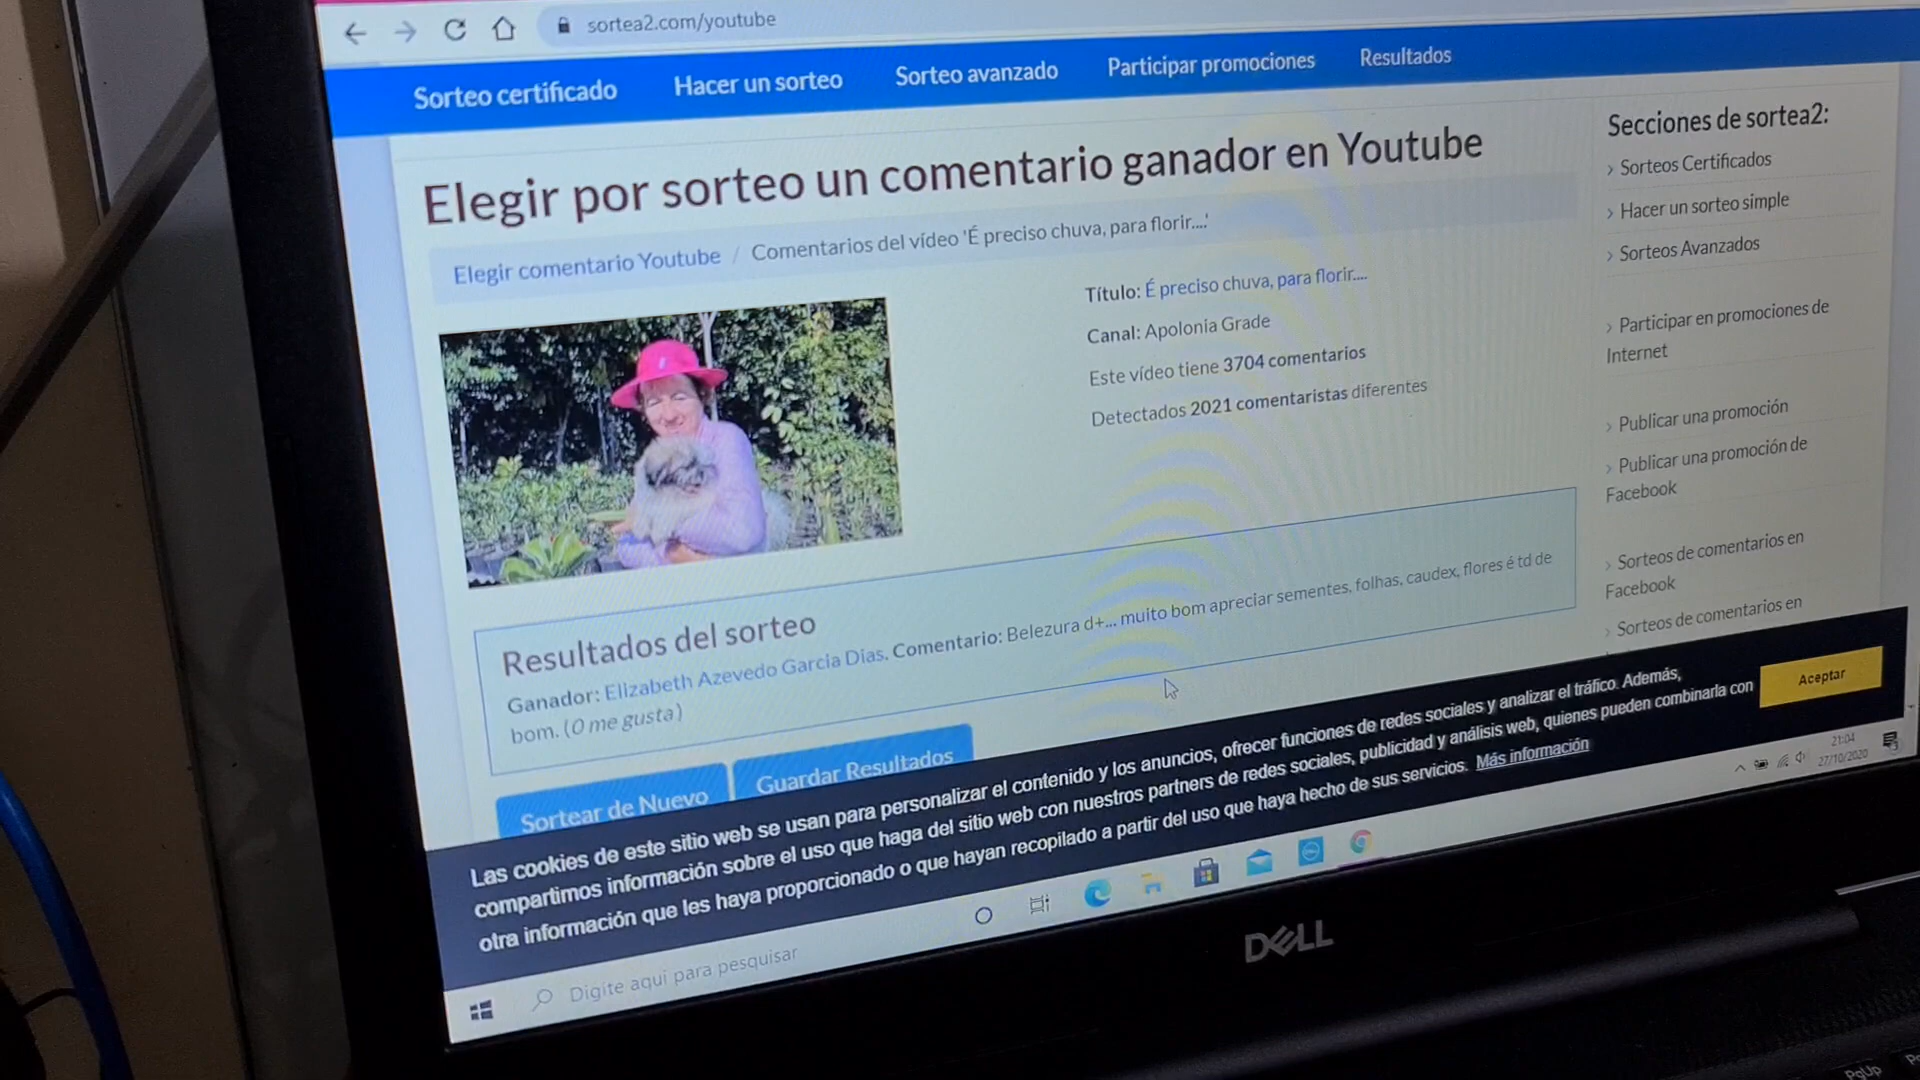 sortea2.com/youtube
Sorteo certificado
Hacer un sorteo
Sorteo avanzado
Participar promociones
Resultados
Elegir por sorteo un comentario ganador en Youtube
Elegir comentario Youtube / Comentarios del vídeo 'É preciso chuva, para florir....'
Título: É preciso chuva, para florir....
Canal: Apolonia Grade
Este vídeo tiene 3704 comentarios
Detectados 2021 comentaristas diferentes
Resultados del sorteo
Ganador: Elizabeth Azevedo Garcia Dias. Comentario: Belezura d+... muito bom apreciar sementes, folhas, caudex, flores é td de
bom. (0 me gusta)
Sortear de Nuevo
Guardar Resultados
Secciones de sortea2:
› Sorteos Certificados
› Hacer un sorteo simple
› Sorteos Avanzados
› Participar en promociones de
Internet
› Publicar una promoción
› Publicar una promoción de
Facebook
› Sorteos de comentarios en
Facebook
› Sorteos de comentarios en
Las cookies de este sitio web se usan para personalizar el contenido y los anuncios, ofrecer funciones de redes sociales y analizar el tráfico. Además,
compartimos información sobre el uso que haga del sitio web con nuestros partners de redes sociales, publicidad y análisis web, quienes pueden combinarla con
otra información que les haya proporcionado o que hayan recopilado a partir del uso que haya hecho de sus servicios. Más información
Aceptar
Digite aqui para pesquisar
21:04
27/10/2020
DELL
PgUp